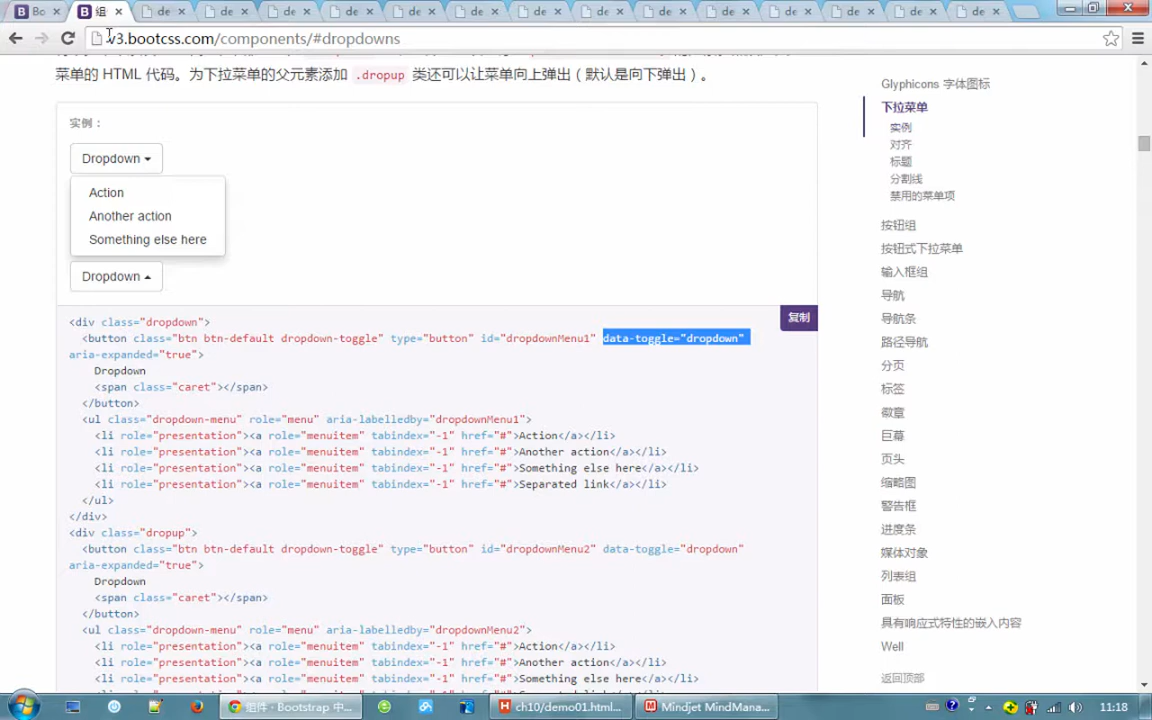 Bo
组
de
de
de
de
de
de
de
de
de
de
de
de
de
de
v3.bootcss.com/components/#dropdowns
菜单的 HTML 代码。为下拉菜单的父元素添加 .dropup 类还可以让菜单向上弹出（默认是向下弹出）。
实例：
Dropdown
Action
Another action
Something else here
Dropdown
复制
<div class="dropdown">
<button class="btn btn-default dropdown-toggle" type="button" id="dropdownMenu1" data-toggle="dropdown"
aria-expanded="true">
Dropdown
<span class="caret"></span>
</button>
<ul class="dropdown-menu" role="menu" aria-labelledby="dropdownMenu1">
<li role="presentation"><a role="menuitem" tabindex="-1" href="#">Action</a></li>
<li role="presentation"><a role="menuitem" tabindex="-1" href="#">Another action</a></li>
<li role="presentation"><a role="menuitem" tabindex="-1" href="#">Something else here</a></li>
<li role="presentation"><a role="menuitem" tabindex="-1" href="#">Separated link</a></li>
</ul>
</div>
<div class="dropup">
<button class="btn btn-default dropdown-toggle" type="button" id="dropdownMenu2" data-toggle="dropdown"
aria-expanded="true">
Dropdown
<span class="caret"></span>
</button>
<ul class="dropdown-menu" role="menu" aria-labelledby="dropdownMenu2">
<li role="presentation"><a role="menuitem" tabindex="-1" href="#">Action</a></li>
<li role="presentation"><a role="menuitem" tabindex="-1" href="#">Another action</a></li>
<li role="presentation"><a role="menuitem" tabindex="-1" href="#">Something else here</a></li>
Glyphicons 字体图标
下拉菜单
实例
对齐
标题
分割线
禁用的菜单项
按钮组
按钮式下拉菜单
输入框组
导航
导航条
路径导航
分页
标签
徽章
巨幕
页头
缩略图
警告框
进度条
媒体对象
列表组
面板
具有响应式特性的嵌入内容
Well
返回顶部
组件 · Bootstrap 中...
ch10/demo01.html...
Mindjet MindMana...
11:18